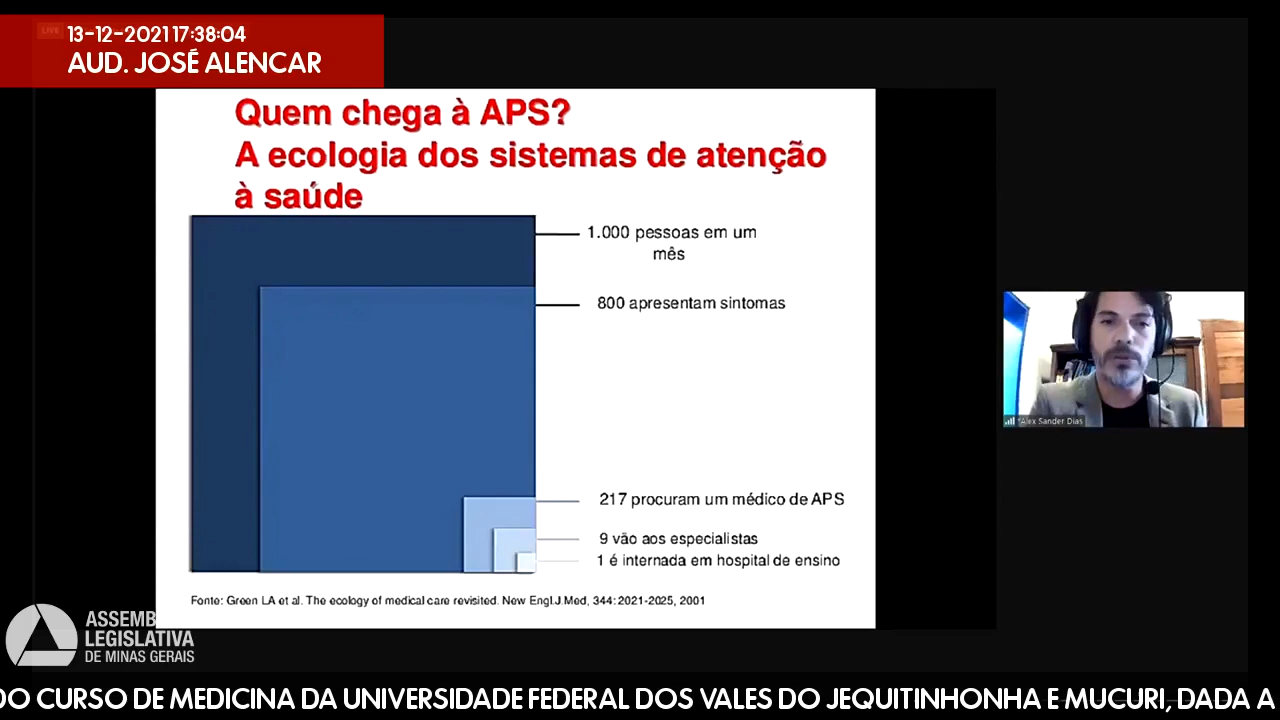 LIVE
13-12-2021 17:38:04
AUD. JOSÉ ALENCAR
Quem chega à APS?
A ecologia dos sistemas de atenção
à saúde
1.000 pessoas em um
mês
800 apresentam sintomas
217 procuram um médico de APS
9 vão aos especialistas
1 é internada em hospital de ensino
Fonte: Green LA et al. The ecology of medical care revisited. New Engl.J.Med, 344: 2021-2025, 2001
*Alex Sander Dias
ASSEMB
LEGISLATIVA
DE MINAS GERAIS
DO CURSO DE MEDICINA DA UNIVERSIDADE FEDERAL DOS VALES DO JEQUITINHONHA E MUCURI, DADA A